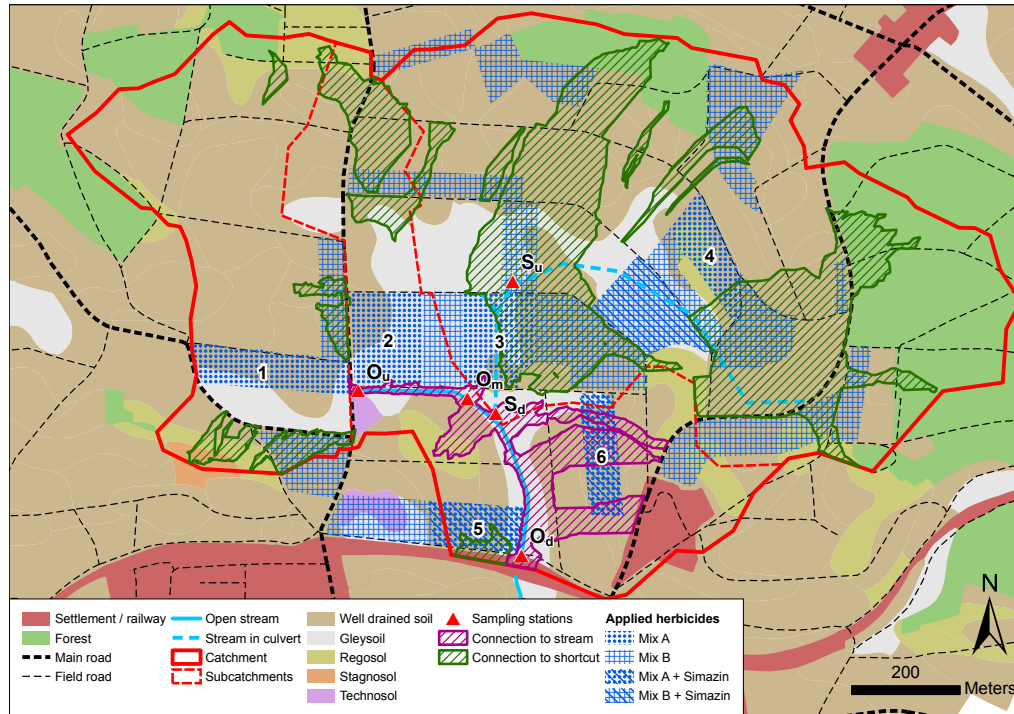 4
Su
3
2
1
Ou
Om
Sd
6
5
Od
N
200
Meters
Settlement / railway
Forest
Main road
Field road
Open stream
Stream in culvert
Catchment
Subcatchments
Well drained soil
Gleysoil
Regosol
Stagnosol
Technosol
Sampling stations
Connection to stream
Connection to shortcut
Applied herbicides
Mix A
Mix B
Mix A + Simazin
Mix B + Simazin